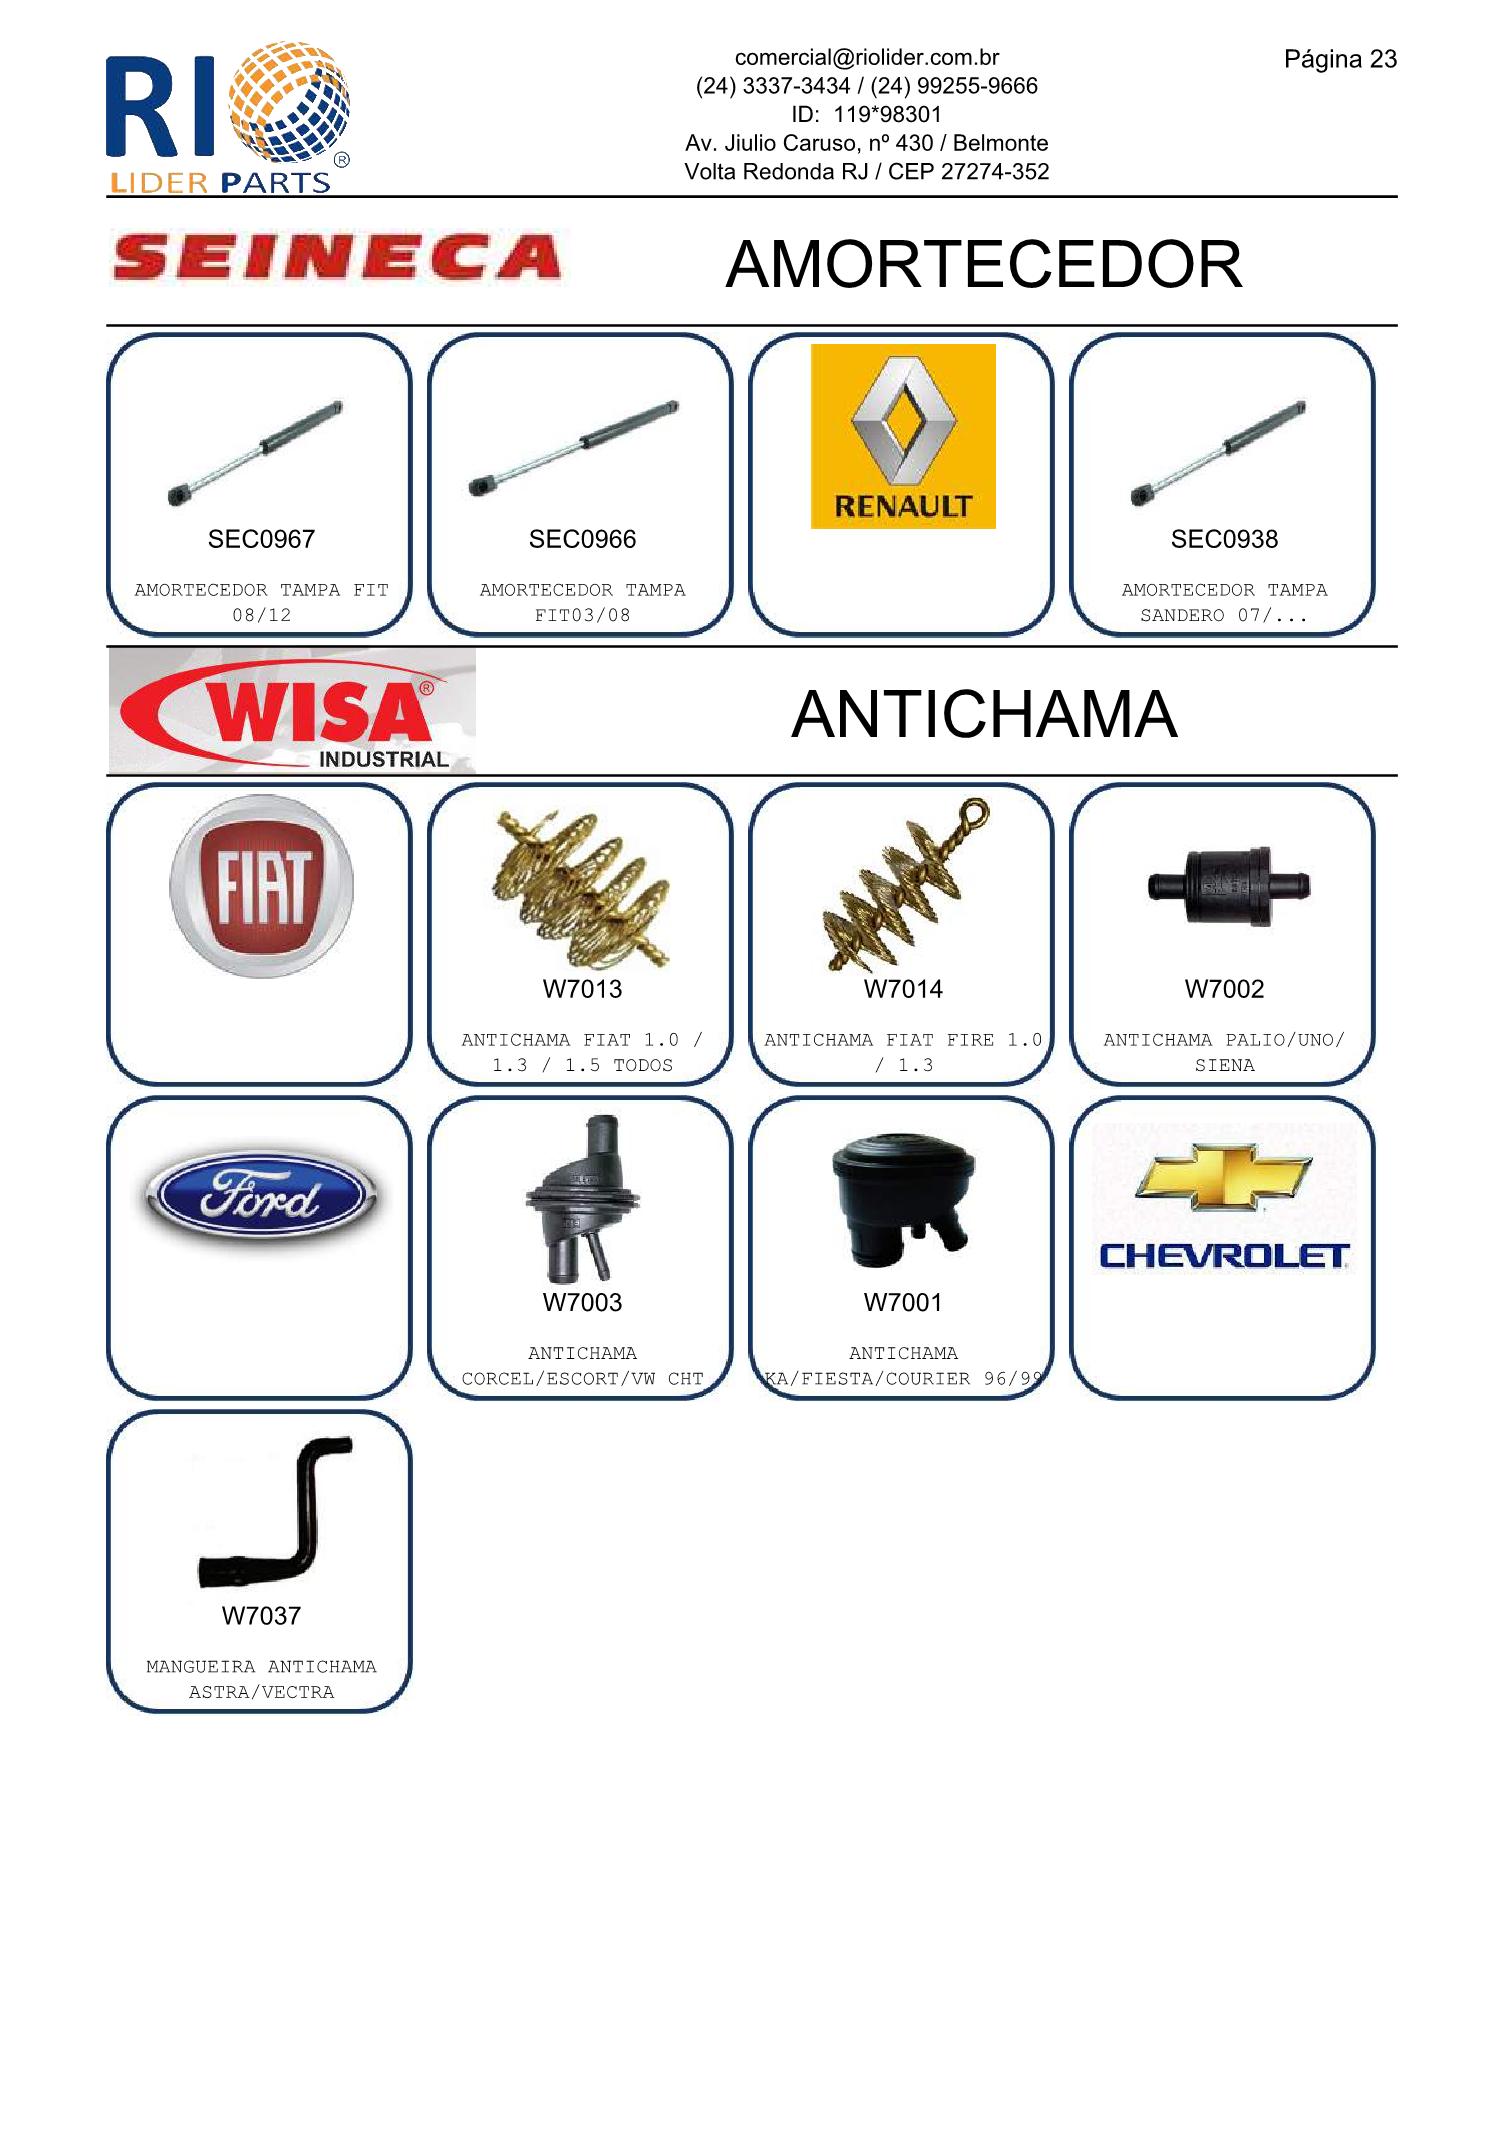 RIO
LIDER PARTS
®
comercial@riolider.com.br
(24) 3337-3434 / (24) 99255-9666
ID: 119*98301
Av. Jiulio Caruso, nº 430 / Belmonte
Volta Redonda RJ / CEP 27274-352
Página 23
SEINECA
AMORTECEDOR
SEC0967
AMORTECEDOR TAMPA FIT
08/12
SEC0966
AMORTECEDOR TAMPA
FIT03/08
RENAULT
SEC0938
AMORTECEDOR TAMPA
SANDERO 07/...
WISA®
INDUSTRIAL
ANTICHAMA
FIAT
W7013
ANTICHAMA FIAT 1.0 /
1.3 / 1.5 TODOS
W7014
ANTICHAMA FIAT FIRE 1.0
/ 1.3
W7002
ANTICHAMA PALIO/UNO/
SIENA
Ford
W7003
ANTICHAMA
CORCEL/ESCORT/VW CHT
W7001
ANTICHAMA
KA/FIESTA/COURIER 96/99
CHEVROLET
W7037
MANGUEIRA ANTICHAMA
ASTRA/VECTRA